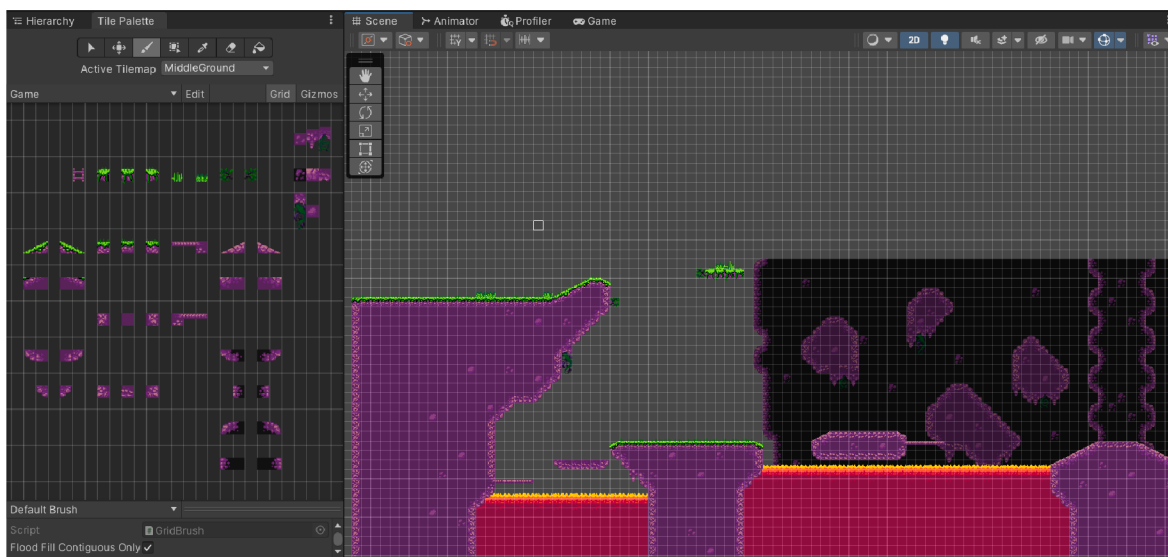 Hierarchy
Tile Palette
Active Tilemap MiddleGround
Game
Edit
Grid
Gizmos
Default Brush
Script
GridBrush
Flood Fill Contiguous Only
Scene
Animator
Profiler
Game
2D